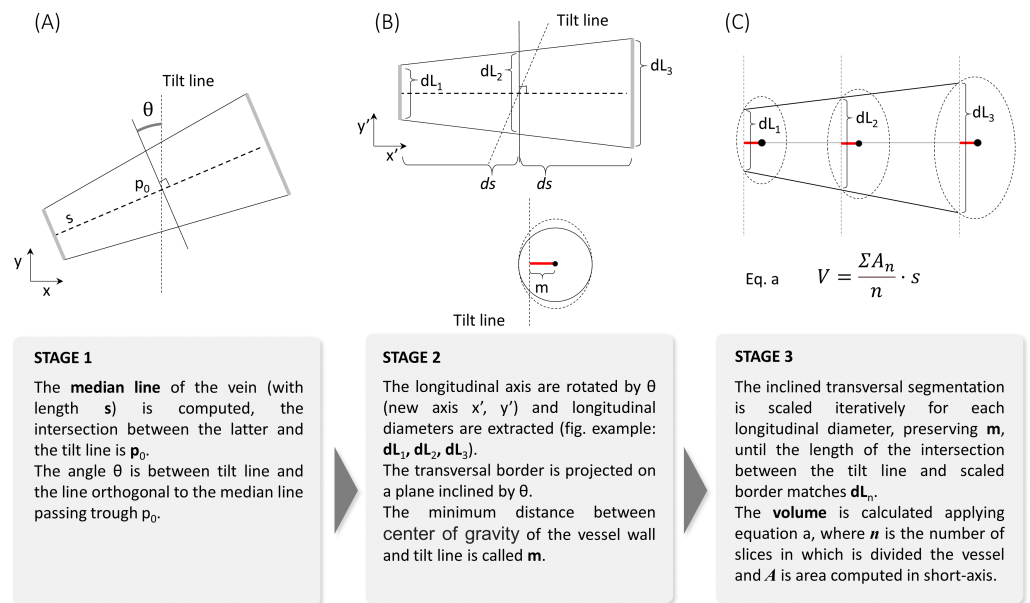 (A)
Tilt line
θ
p₀
s
y
x
(B)
Tilt line
dL₁
dL₂
dL₃
y'
x'
ds ds
m
Tilt line
(C)
dL₁
dL₂
dL₃
Eq. a V = ΣAₙ / n · s
STAGE 1
The median line of the vein (with
length s) is computed, the
intersection between the latter and
the tilt line is p₀.
The angle θ is between tilt line and
the line orthogonal to the median line
passing trough p₀.
STAGE 2
The longitudinal axis are rotated by θ
(new axis x', y') and longitudinal
diameters are extracted (fig. example:
dL₁, dL₂, dL₃).
The transversal border is projected on
a plane inclined by θ.
The minimum distance between
center of gravity of the vessel wall
and tilt line is called m.
STAGE 3
The inclined transversal segmentation
is scaled iteratively for each
longitudinal diameter, preserving m,
until the length of the intersection
between the tilt line and scaled
border matches dLₙ.
The volume is calculated applying
equation a, where n is the number of
slices in which is divided the vessel
and A is area computed in short-axis.